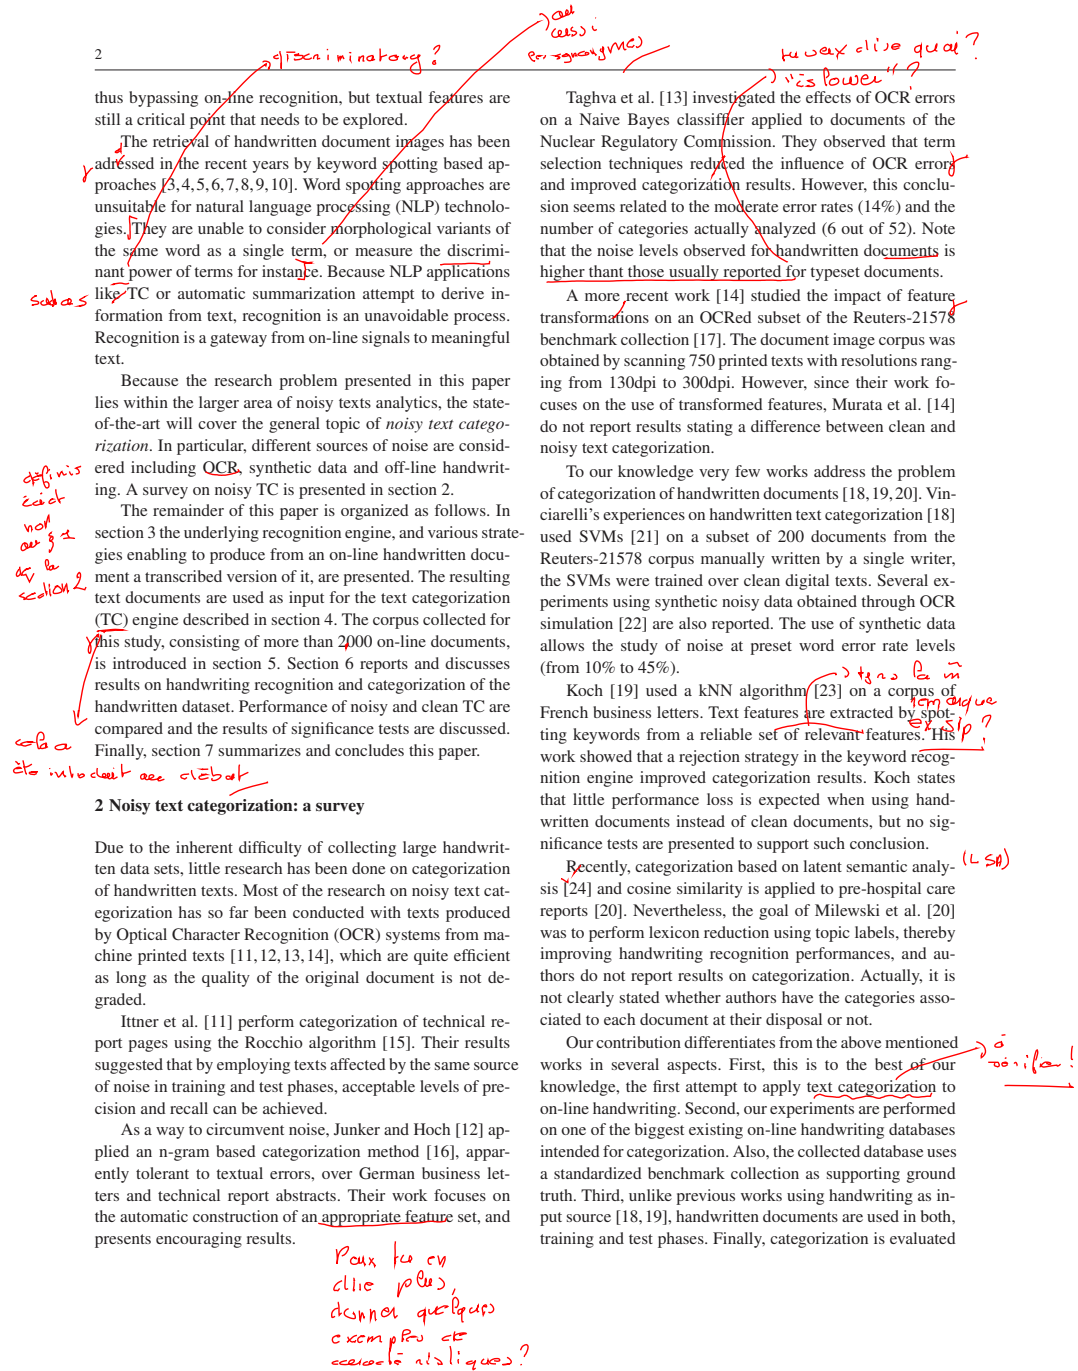 2
discriminatory?
ou
aussi
les synonymes
tu veux dire quoi ?
"is Power" ?
thus bypassing on-line recognition, but textual features are
still a critical point that needs to be explored.
The retrieval of handwritten document images has been
d
adressed in the recent years by keyword spotting based ap-
proaches [3,4,5,6,7,8,9,10]. Word spotting approaches are
unsuitable for natural language processing (NLP) technolo-
gies. They are unable to consider morphological variants of
the same word as a single term, or measure the discrimi-
nant power of terms for instance. Because NLP applications
like TC or automatic summarization attempt to derive in-
formation from text, recognition is an unavoidable process.
Recognition is a gateway from on-line signals to meaningful
text.
Because the research problem presented in this paper
lies within the larger area of noisy texts analytics, the state-
of-the-art will cover the general topic of noisy text catego-
rization. In particular, different sources of noise are consid-
ered including OCR, synthetic data and off-line handwrit-
ing. A survey on noisy TC is presented in section 2.
définis
ici et
non
au § 1
de la
section 2
The remainder of this paper is organized as follows. In
section 3 the underlying recognition engine, and various strate-
gies enabling to produce from an on-line handwritten docu-
ment a transcribed version of it, are presented. The resulting
text documents are used as input for the text categorization
(TC) engine described in section 4. The corpus collected for
this study, consisting of more than 2000 on-line documents,
is introduced in section 5. Section 6 reports and discusses
results on handwriting recognition and categorization of the
handwritten dataset. Performance of noisy and clean TC are
compared and the results of significance tests are discussed.
Finally, section 7 summarizes and concludes this paper.
cela a
été introduit au début
2 Noisy text categorization: a survey
Due to the inherent difficulty of collecting large handwrit-
ten data sets, little research has been done on categorization
of handwritten texts. Most of the research on noisy text cat-
egorization has so far been conducted with texts produced
by Optical Character Recognition (OCR) systems from ma-
chine printed texts [11,12,13,14], which are quite efficient
as long as the quality of the original document is not de-
graded.
Ittner et al. [11] perform categorization of technical re-
port pages using the Rocchio algorithm [15]. Their results
suggested that by employing texts affected by the same source
of noise in training and test phases, acceptable levels of pre-
cision and recall can be achieved.
As a way to circumvent noise, Junker and Hoch [12] ap-
plied an n-gram based categorization method [16], appar-
ently tolerant to textual errors, over German business let-
ters and technical report abstracts. Their work focuses on
the automatic construction of an appropriate feature set, and
presents encouraging results.
Peux tu en
dire plus,
donner quelques
exemples et
caractéristiques ?
Taghva et al. [13] investigated the effects of OCR errors
on a Naive Bayes classiffier applied to documents of the
Nuclear Regulatory Commission. They observed that term
selection techniques reduced the influence of OCR errors
and improved categorization results. However, this conclu-
sion seems related to the moderate error rates (14%) and the
number of categories actually analyzed (6 out of 52). Note
that the noise levels observed for handwritten documents is
higher thant those usually reported for typeset documents.
A more recent work [14] studied the impact of feature
transformations on an OCRed subset of the Reuters-21578
benchmark collection [17]. The document image corpus was
obtained by scanning 750 printed texts with resolutions rang-
ing from 130dpi to 300dpi. However, since their work fo-
cuses on the use of transformed features, Murata et al. [14]
do not report results stating a difference between clean and
noisy text categorization.
To our knowledge very few works address the problem
of categorization of handwritten documents [18,19,20]. Vin-
ciarelli's experiences on handwritten text categorization [18]
used SVMs [21] on a subset of 200 documents from the
Reuters-21578 corpus manually written by a single writer,
the SVMs were trained over clean digital texts. Several ex-
periments using synthetic noisy data obtained through OCR
simulation [22] are also reported. The use of synthetic data
allows the study of noise at preset word error rate levels
(from 10% to 45%).
la m̃
remarque
Koch [19] used a kNN algorithm [23] on a corpus of
French business letters. Text features are extracted by spot-
ting keywords from a reliable set of relevant features. His
work showed that a rejection strategy in the keyword recog-
nition engine improved categorization results. Koch states
that little performance loss is expected when using hand-
written documents instead of clean documents, but no sig-
nificance tests are presented to support such conclusion.
Recently, categorization based on latent semantic analy- (LSA)
sis [24] and cosine similarity is applied to pre-hospital care
reports [20]. Nevertheless, the goal of Milewski et al. [20]
was to perform lexicon reduction using topic labels, thereby
improving handwriting recognition performances, and au-
thors do not report results on categorization. Actually, it is
not clearly stated whether authors have the categories asso-
ciated to each document at their disposal or not.
Our contribution differentiates from the above mentioned
works in several aspects. First, this is to the best of our
à
vérifier !
knowledge, the first attempt to apply text categorization to
on-line handwriting. Second, our experiments are performed
on one of the biggest existing on-line handwriting databases
intended for categorization. Also, the collected database uses
a standardized benchmark collection as supporting ground
truth. Third, unlike previous works using handwriting as in-
put source [18,19], handwritten documents are used in both,
training and test phases. Finally, categorization is evaluated